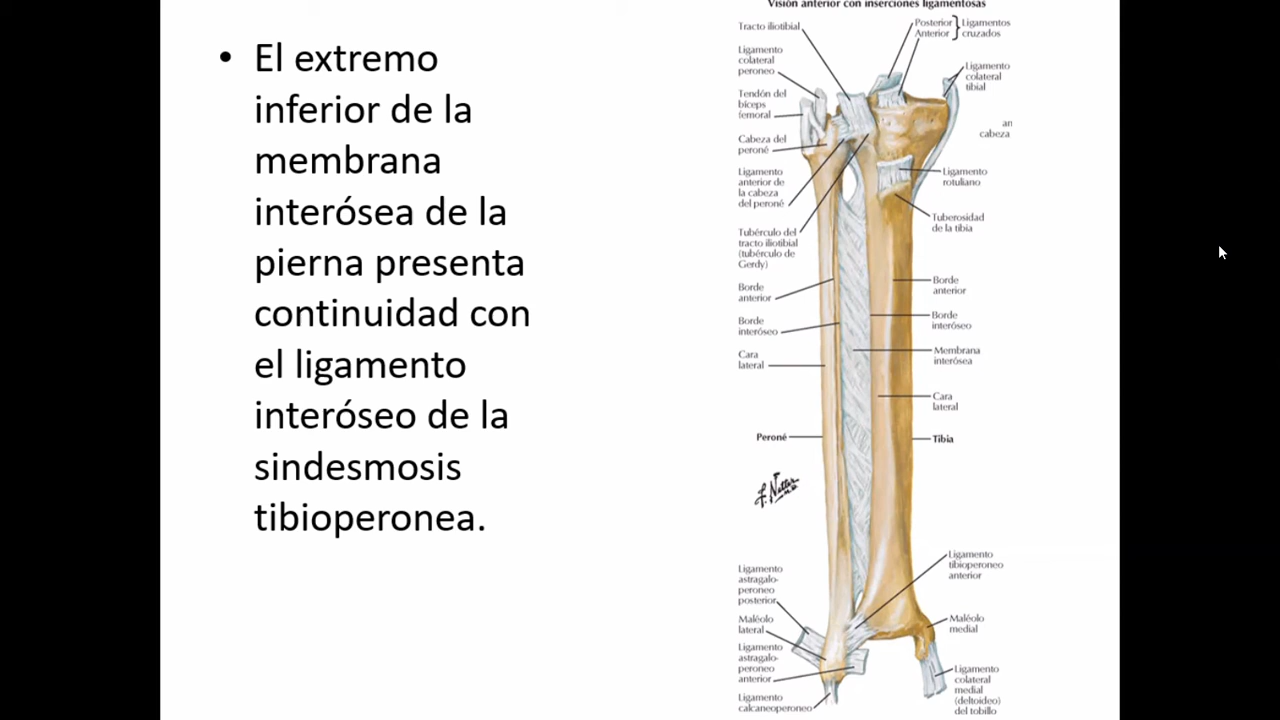 • El extremo
inferior de la
membrana
interósea de la
pierna presenta
continuidad con
el ligamento
interóseo de la
sindesmosis
tibioperonea.
Visión anterior con inserciones ligamentosas
Tracto iliotibial
Ligamento
colateral
peroneo
Tendón del
bíceps
femoral
Cabeza del
peroné
Ligamento
anterior de
la cabeza
del peroné
Tubérculo del
tracto iliotibial
(tubérculo de
Gerdy)
Borde
anterior
Borde
interóseo
Cara
lateral
Peroné
F. Netter
M.D.
Ligamento
astragalo-
peroneo
posterior
Maléolo
lateral
Ligamento
astragalo-
peroneo
anterior
Ligamento
calcaneoperoneo
Posterior
Anterior
Ligamentos
cruzados
Ligamento
colateral
tibial
an
cabeza
Ligamento
rotuliano
Tuberosidad
de la tibia
Borde
anterior
Borde
interóseo
Membrana
interósea
Cara
lateral
Tibia
Ligamento
tibioperoneo
anterior
Maléolo
medial
Ligamento
colateral
medial
(deltoideo)
del tobillo